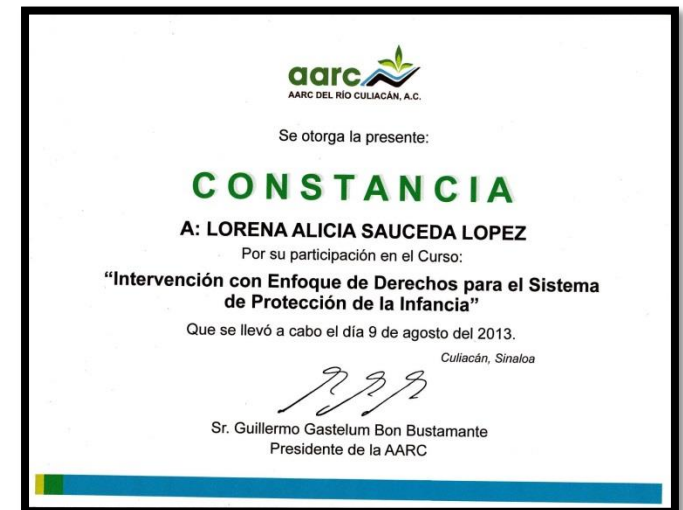 aarc
AARC DEL RÍO CULIACÁN, A.C.
Se otorga la presente:
CONSTANCIA
A: LORENA ALICIA SAUCEDA LOPEZ
Por su participación en el Curso:
“Intervención con Enfoque de Derechos para el Sistema
de Protección de la Infancia”
Que se llevó a cabo el día 9 de agosto del 2013.
Culiacán, Sinaloa
Sr. Guillermo Gastelum Bon Bustamante
Presidente de la AARC